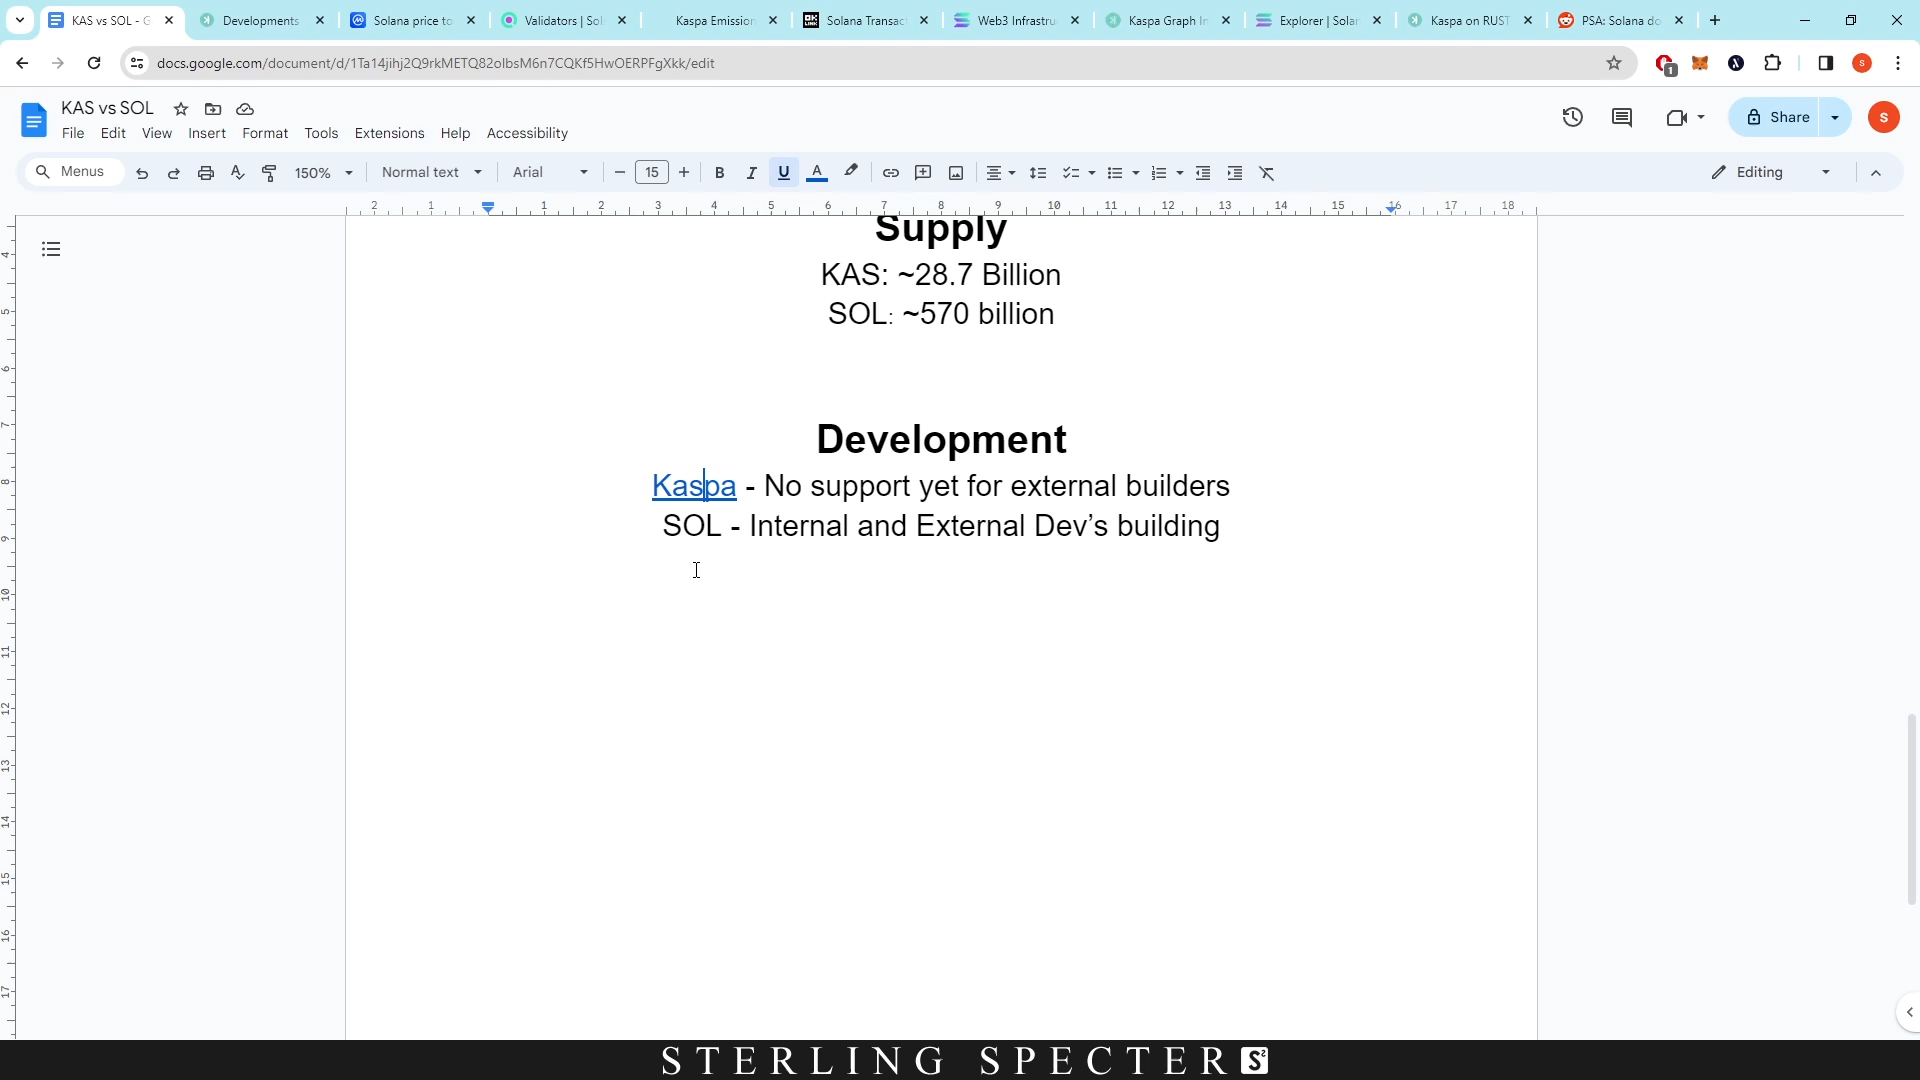 KAS vs SOL - G
Developments
Solana price to
Validators | Sol
Kaspa Emission
Solana Transac
Web3 Infrastru
Kaspa Graph In
Explorer | Solar
Kaspa on RUST
PSA: Solana do
docs.google.com/document/d/1Ta14jihj2Q9rkMETQ82olbsM6n7CQKf5HwOERPFgXkk/edit
KAS vs SOL
File Edit View Insert Format Tools Extensions Help Accessibility
Share
Menus
150%
Normal text
Arial
15
Editing
Supply
KAS: ~28.7 Billion
SOL: ~570 billion
Development
Kaspa - No support yet for external builders
SOL - Internal and External Dev’s building
STERLING SPECTER